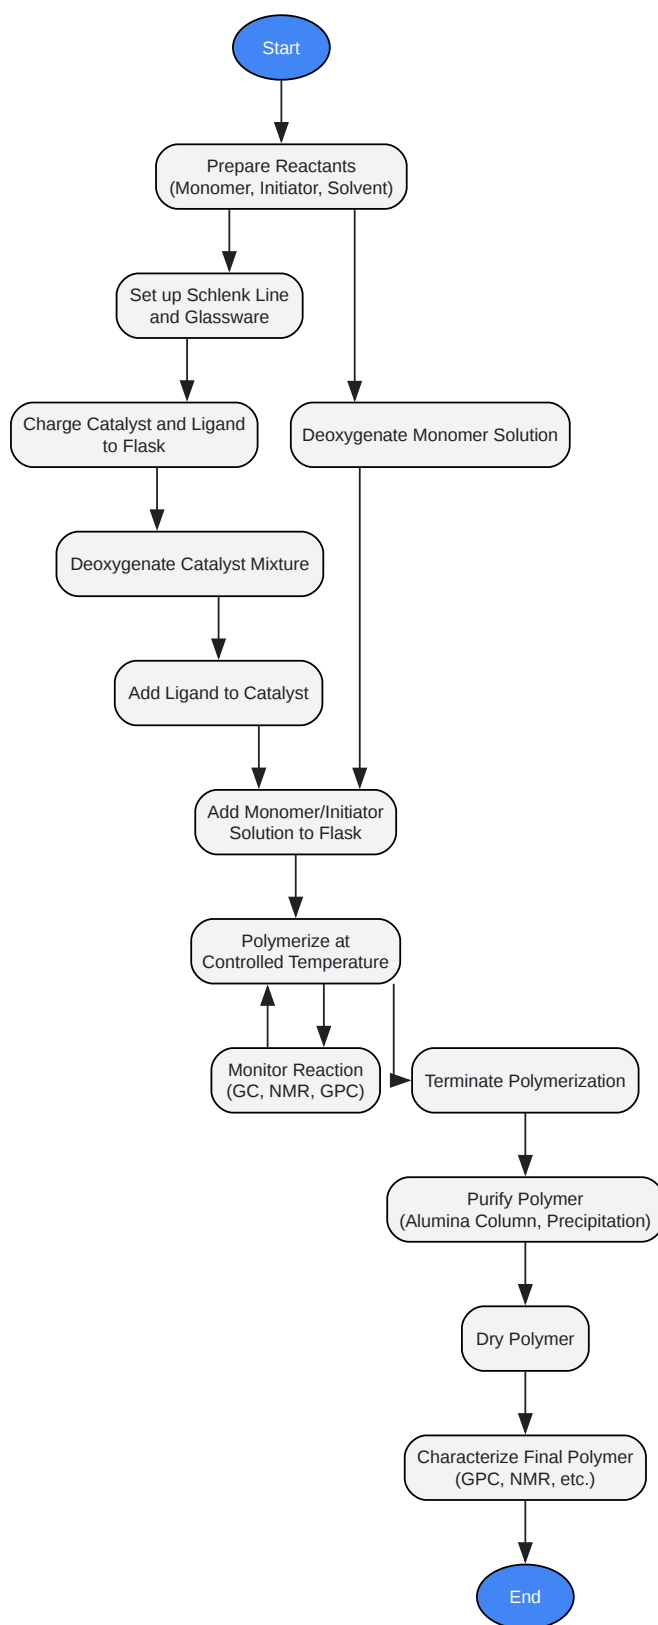 Start
Prepare Reactants
(Monomer, Initiator, Solvent)
Set up Schlenk Line
and Glassware
Charge Catalyst and Ligand
to Flask
Deoxygenate Monomer Solution
Deoxygenate Catalyst Mixture
Add Ligand to Catalyst
Add Monomer/Initiator
Solution to Flask
Polymerize at
Controlled Temperature
Monitor Reaction
(GC, NMR, GPC)
Terminate Polymerization
Purify Polymer
(Alumina Column, Precipitation)
Dry Polymer
Characterize Final Polymer
(GPC, NMR, etc.)
End